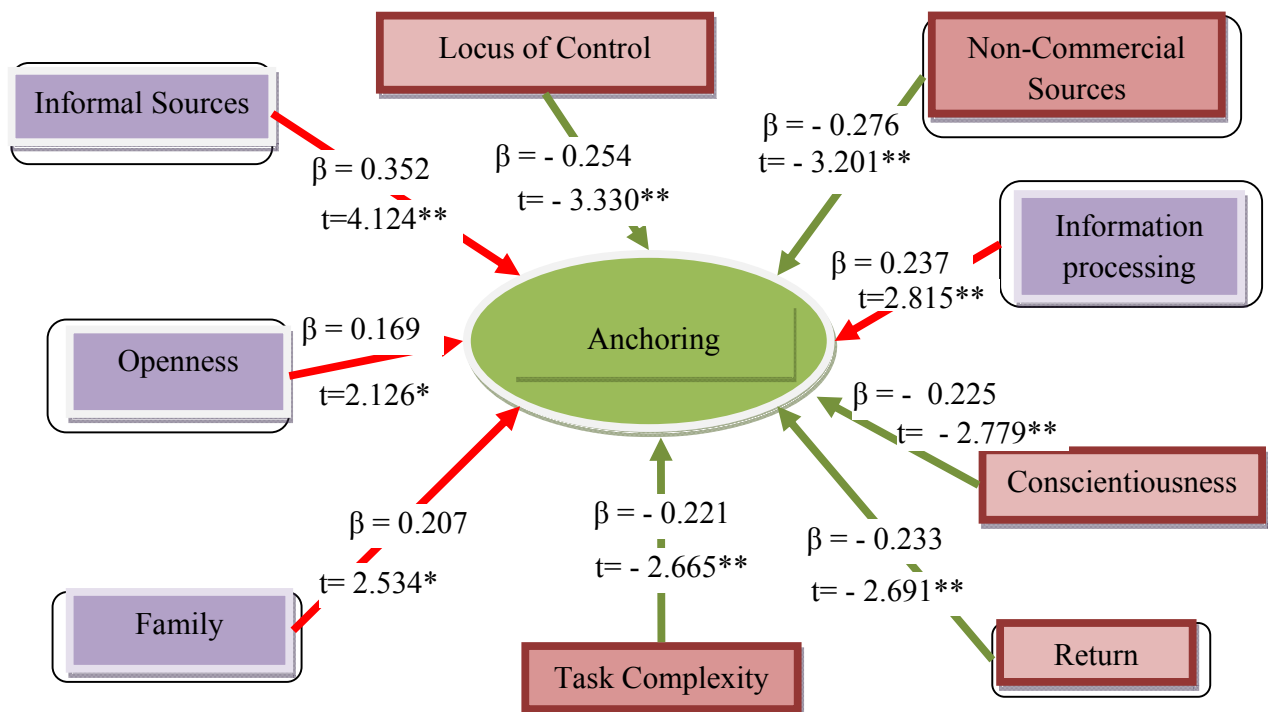 Locus of Control
Non-Commercial
Sources
Informal Sources
β = - 0.276
t= - 3.201**
β = 0.352
t=4.124**
β = - 0.254
t= - 3.330**
Information
processing
β = 0.237
t=2.815**
Openness
β = 0.169
t=2.126*
Anchoring
β = - 0.225
t= - 2.779**
Conscientiousness
β = 0.207
t= 2.534*
β = - 0.221
t= - 2.665**
β = - 0.233
t= - 2.691**
Family
Task Complexity
Return